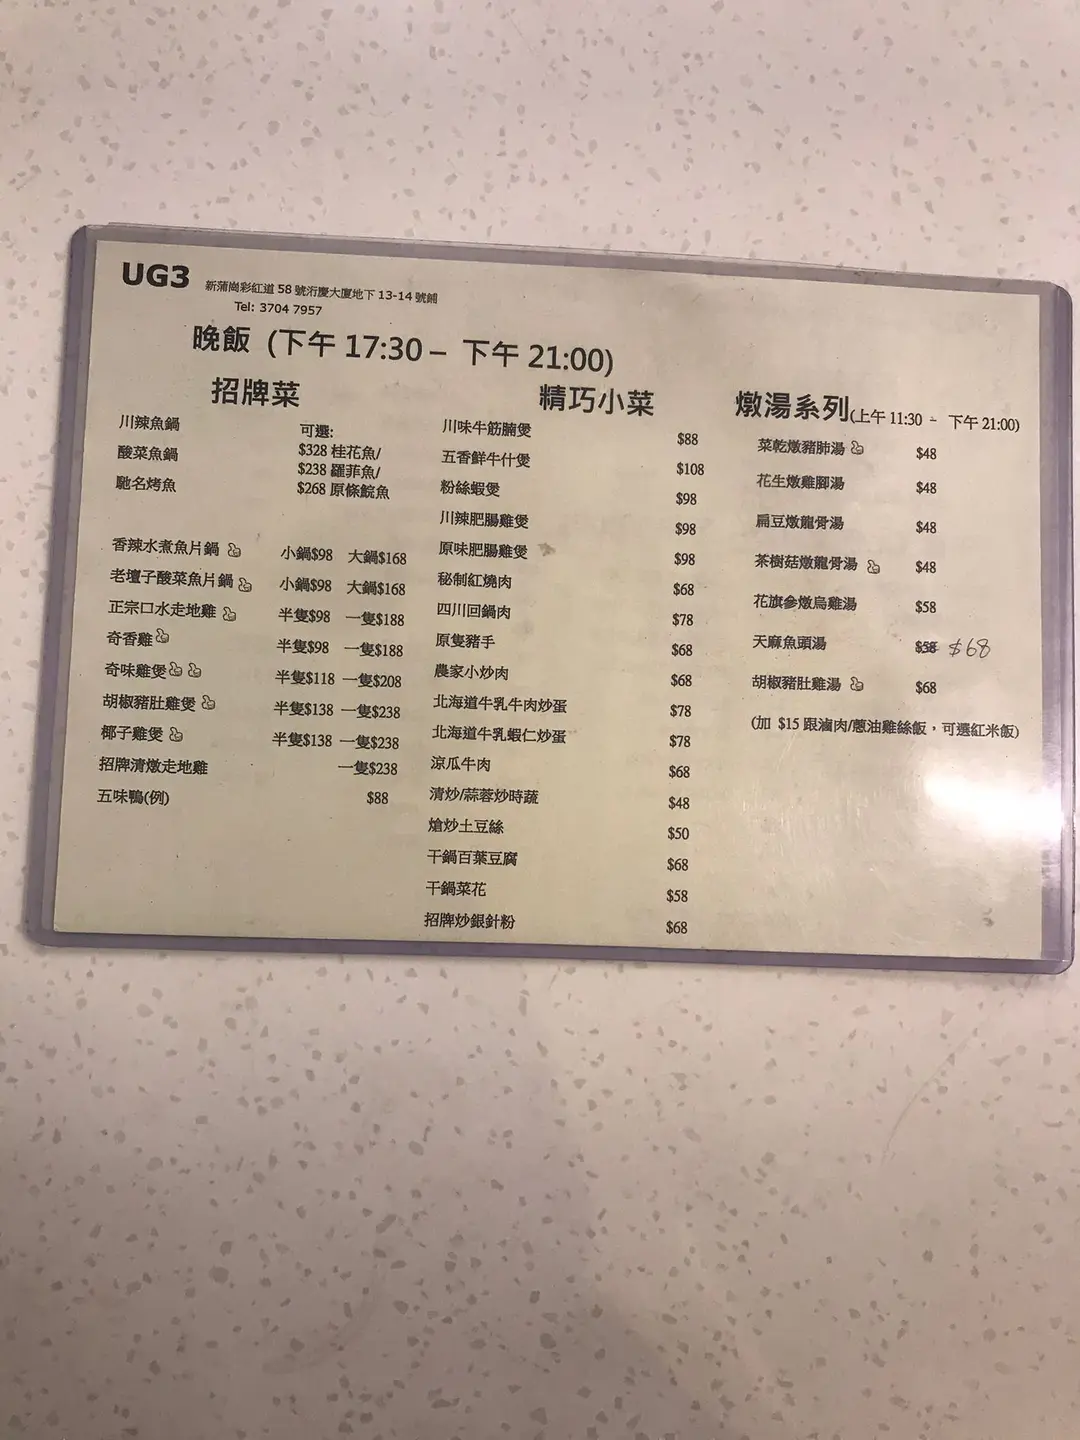 UG3 新蒲崗彩虹道 58 號洐慶大廈地下 13-14 號鋪
Tel: 3704 7957
晚飯 (下午 17:30 – 下午 21:00)
招牌菜
川辣魚鍋 可選:
酸菜魚鍋 $328 桂花魚/
$238 羅菲魚/
馳名烤魚 $268 原條鯇魚
香辣水煮魚片鍋 小鍋$98 大鍋$168
老壇子酸菜魚片鍋 小鍋$98 大鍋$168
正宗口水走地雞 半隻$98 一隻$188
奇香雞 半隻$98 一隻$188
奇味雞煲 半隻$118 一隻$208
胡椒豬肚雞煲 半隻$138 一隻$238
椰子雞煲 半隻$138 一隻$238
招牌清燉走地雞 一隻$238
五味鴨(例) $88
精巧小菜
川味牛筋腩煲 $88
五香鮮牛什煲 $108
粉絲蝦煲 $98
川辣肥腸雞煲 $98
原味肥腸雞煲 $98
秘制紅燒肉 $68
四川回鍋肉 $78
原隻豬手 $68
農家小炒肉 $68
北海道牛乳牛肉炒蛋 $78
北海道牛乳蝦仁炒蛋 $78
涼瓜牛肉 $68
清炒/蒜蓉炒時蔬 $48
熗炒土豆絲 $50
干鍋百葉豆腐 $68
干鍋菜花 $58
招牌炒銀針粉 $68
燉湯系列(上午 11:30 – 下午 21:00)
菜乾燉豬肺湯 $48
花生燉雞腳湯 $48
扁豆燉龍骨湯 $48
茶樹菇燉龍骨湯 $48
花旗參燉烏雞湯 $58
天麻魚頭湯 $58 $68
胡椒豬肚雞湯 $68
(加 $15 跟滷肉/蔥油雞絲飯，可選紅米飯)